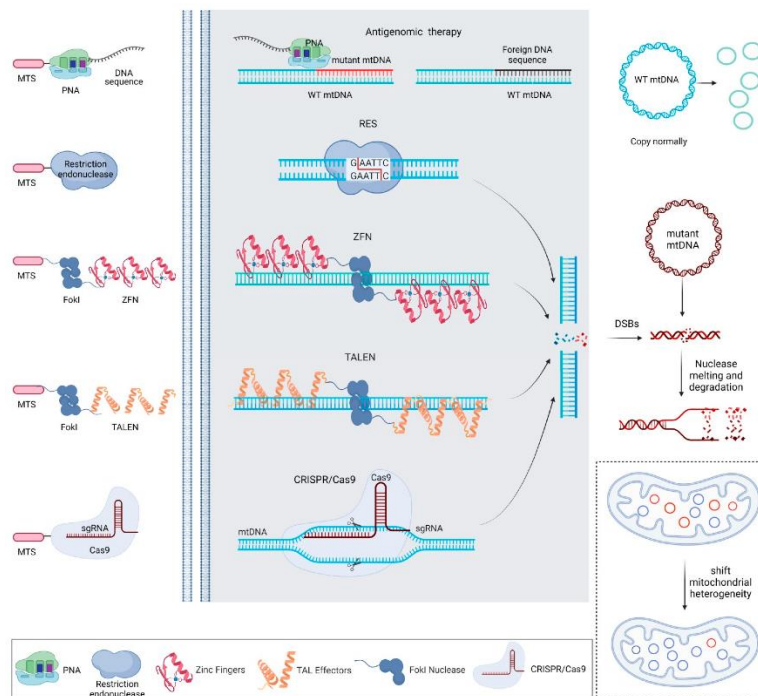 MTS
PNA
DNA
sequence
MTS
Restriction
endonuclease
MTS
FokI
ZFN
MTS
FokI
TALEN
MTS
sgRNA
Cas9
Antigenomic therapy
PNA
mutant mtDNA
WT mtDNA
Foreign DNA
sequence
WT mtDNA
RES
GAATTC
GAATTC
ZFN
TALEN
CRISPR/Cas9
Cas9
mtDNA
sgRNA
WT mtDNA
Copy normally
mutant
mtDNA
DSBs
Nuclease
melting and
degradation
shift
mitochondrial
heterogeneity
PNA
Restriction
endonuclease
Zinc Fingers
TAL Effectors
FokI Nuclease
CRISPR/Cas9